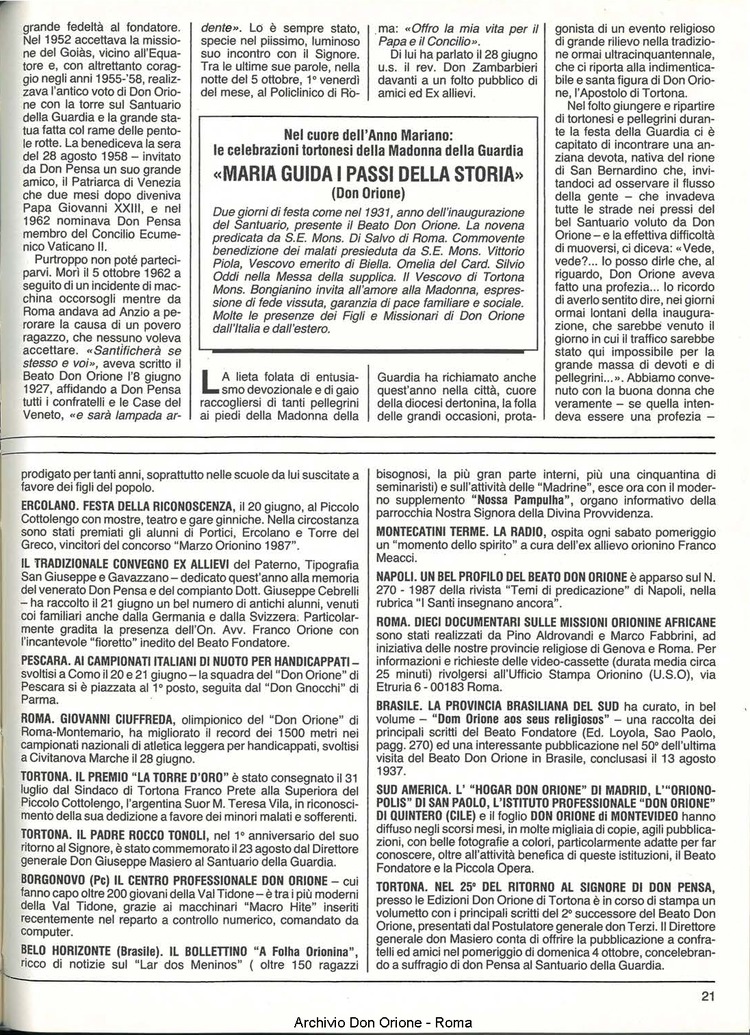 grande fedeltà al fondatore.
Nel 1952 accettava la missio-
ne del Goiàs, vicino all'Equa-
tore e, con altrettanto corag-
gio negli anni 1955-'58, realiz-
zava l'antico voto di Don Orio-
ne con la torre sul Santuario
della Guardia e la grande sta-
tua fatta col rame delle pento-
le rotte. La benediceva la sera
del 28 agosto 1958 – invitato
da Don Pensa un suo grande
amico, il Patriarca di Venezia
che due mesi dopo diveniva
Papa Giovanni XXIII, e nel
1962 nominava Don Pensa
membro del Concilio Ecume-
nico Vaticano II.
Purtroppo non poté parteci-
parvi. Morì il 5 ottobre 1962 a
seguito di un incidente di mac-
china occorsogli mentre da
Roma andava ad Anzio a pe-
rorare la causa di un povero
ragazzo, che nessuno voleva
accettare. «Santificherà se
stesso e voi», aveva scritto il
Beato Don Orione l'8 giugno
1927, affidando a Don Pensa
tutti i confratelli e le Case del
Veneto, «e sarà lampada ar-
dente». Lo è sempre stato,
specie nel piissimo, luminoso
suo incontro con il Signore.
Tra le ultime sue parole, nella
notte del 5 ottobre, 1° venerdì
del mese, al Policlinico di Ro-
ma: «Offro la mia vita per il
Papa e il Concilio».
Di lui ha parlato il 28 giugno
u.s. il rev. Don Zambarbieri
davanti a un folto pubblico di
amici ed Ex allievi.
Nel cuore dell'Anno Mariano:
le celebrazioni tortonesi della Madonna della Guardia
«MARIA GUIDA I PASSI DELLA STORIA»
(Don Orione)
Due giorni di festa come nel 1931, anno dell'inaugurazione
del Santuario, presente il Beato Don Orione. La novena
predicata da S.E. Mons. Di Salvo di Roma. Commovente
benedizione dei malati presieduta da S.E. Mons. Vittorio
Piola, Vescovo emerito di Biella. Omelia del Card. Silvio
Oddi nella Messa della supplica. Il Vescovo di Tortona
Mons. Bongianino invita all'amore alla Madonna, espres-
sione di fede vissuta, garanzia di pace familiare e sociale.
Molte le presenze dei Figli e Missionari di Don Orione
dall'Italia e dall'estero.
LA lieta folata di entusia-
smo devozionale e di gaio
raccogliersi di tanti pellegrini
ai piedi della Madonna della
Guardia ha richiamato anche
quest'anno nella città, cuore
della diocesi dertonina, la folla
delle grandi occasioni, prota-
gonista di un evento religioso
di grande rilievo nella tradizio-
ne ormai ultracinquantennale,
che ci riporta alla indimentica-
bile e santa figura di Don Orio-
ne, l'Apostolo di Tortona.
Nel folto giungere e ripartire
di tortonesi e pellegrini duran-
te la festa della Guardia ci è
capitato di incontrare una an-
ziana devota, nativa del rione
di San Bernardino che, invi-
tandoci ad osservare il flusso
della gente – che invadeva
tutte le strade nei pressi del
bel Santuario voluto da Don
Orione – e la effettiva difficoltà
di muoversi, ci diceva: «Vede,
vede?... Io posso dirle che, al
riguardo, Don Orione aveva
fatto una profezia... Io ricordo
di averlo sentito dire, nei giorni
ormai lontani della inaugura-
zione, che sarebbe venuto il
giorno in cui il traffico sarebbe
stato qui impossibile per la
grande massa di devoti e di
pellegrini...». Abbiamo conve-
nuto con la buona donna che
veramente – se quella inten-
deva essere una profezia –
prodigato per tanti anni, soprattutto nelle scuole da lui suscitate a
favore dei figli del popolo.
ERCOLANO. FESTA DELLA RICONOSCENZA, il 20 giugno, al Piccolo
Cottolengo con mostre, teatro e gare ginniche. Nella circostanza
sono stati premiati gli alunni di Portici, Ercolano e Torre del
Greco, vincitori del concorso "Marzo Orionino 1987".
IL TRADIZIONALE CONVEGNO EX ALLIEVI del Paterno, Tipografia
San Giuseppe e Gavazzano – dedicato quest'anno alla memoria
del venerato Don Pensa e del compianto Dott. Giuseppe Cebrelli
– ha raccolto il 21 giugno un bel numero di antichi alunni, venuti
coi familiari anche dalla Germania e dalla Svizzera. Particolar-
mente gradita la presenza dell'On. Avv. Franco Orione con
l'incantevole "fioretto" inedito del Beato Fondatore.
PESCARA. AI CAMPIONATI ITALIANI DI NUOTO PER HANDICAPPATI –
svoltisi a Como il 20 e 21 giugno – la squadra del "Don Orione" di
Pescara si è piazzata al 1° posto, seguita dal "Don Gnocchi" di
Parma.
ROMA. GIOVANNI CIUFFREDA, olimpionico del "Don Orione" di
Roma-Montemario, ha migliorato il record dei 1500 metri nei
campionati nazionali di atletica leggera per handicappati, svoltisi
a Civitanova Marche il 28 giugno.
TORTONA. IL PREMIO “LA TORRE D'ORO” è stato consegnato il 31
luglio dal Sindaco di Tortona Franco Prete alla Superiora del
Piccolo Cottolengo, l'argentina Suor M. Teresa Vila, in riconosci-
mento della sua dedizione a favore dei minori malati e sofferenti.
TORTONA. IL PADRE ROCCO TONOLI, nel 1° anniversario del suo
ritorno al Signore, è stato commemorato il 23 agosto dal Direttore
generale Don Giuseppe Masiero al Santuario della Guardia.
BORGONOVO (Pc) IL CENTRO PROFESSIONALE DON ORIONE – cui
fanno capo oltre 200 giovani della Val Tidone – è tra i più moderni
della Val Tidone, grazie ai macchinari "Macro Hite" inseriti
recentemente nel reparto a controllo numerico, comandato da
computer.
BELO HORIZONTE (Brasile). IL BOLLETTINO “A Folha Orionina”,
ricco di notizie sul "Lar dos Meninos" ( oltre 150 ragazzi
bisognosi, la più gran parte interni, più una cinquantina di
seminaristi) e sull'attività delle "Madrine", esce ora con il moder-
no supplemento "Nossa Pampulha", organo informativo della
parrocchia Nostra Signora della Divina Provvidenza.
MONTECATINI TERME. LA RADIO, ospita ogni sabato pomeriggio
un "momento dello spirito" a cura dell'ex allievo orionino Franco
Meacci.
NAPOLI. UN BEL PROFILO DEL BEATO DON ORIONE è apparso sul N.
270 - 1987 della rivista "Temi di predicazione" di Napoli, nella
rubrica "I Santi insegnano ancora".
ROMA. DIECI DOCUMENTARI SULLE MISSIONI ORIONINE AFRICANE
sono stati realizzati da Pino Aldrovandi e Marco Fabbrini, ad
iniziativa delle nostre provincie religiose di Genova e Roma. Per
informazioni e richieste delle video-cassette (durata media circa
25 minuti) rivolgersi all'Ufficio Stampa Orionino (U.S.O), via
Etruria 6 - 00183 Roma.
BRASILE. LA PROVINCIA BRASILIANA DEL SUD ha curato, in bel
volume – "Dom Orione aos seus religiosos" – una raccolta dei
principali scritti del Beato Fondatore (Ed. Loyola, Sao Paolo,
pagg. 270) ed una interessante pubblicazione nel 50° dell'ultima
visita del Beato Don Orione in Brasile, conclusasi il 13 agosto
1937.
SUD AMERICA. L' "HOGAR DON ORIONE" DI MADRID, L'"ORIONO-
POLIS" DI SAN PAOLO, L'ISTITUTO PROFESSIONALE "DON ORIONE"
DI QUINTERO (CILE) e il foglio DON ORIONE di MONTEVIDEO hanno
diffuso negli scorsi mesi, in molte migliaia di copie, agili pubblica-
zioni, con belle fotografie a colori, particolarmente adatte per far
conoscere, oltre all'attività benefica di queste istituzioni, il Beato
Fondatore e la Piccola Opera.
TORTONA. NEL 25° DEL RITORNO AL SIGNORE DI DON PENSA,
presso le Edizioni Don Orione di Tortona è in corso di stampa un
volumetto con i principali scritti del 2° successore del Beato Don
Orione, presentati dal Postulatore generale don Terzi. Il Direttore
generale don Masiero conta di offrire la pubblicazione a confra-
telli ed amici nel pomeriggio di domenica 4 ottobre, concelebran-
do a suffragio di don Pensa al Santuario della Guardia.
21
Archivio Don Orione - Roma